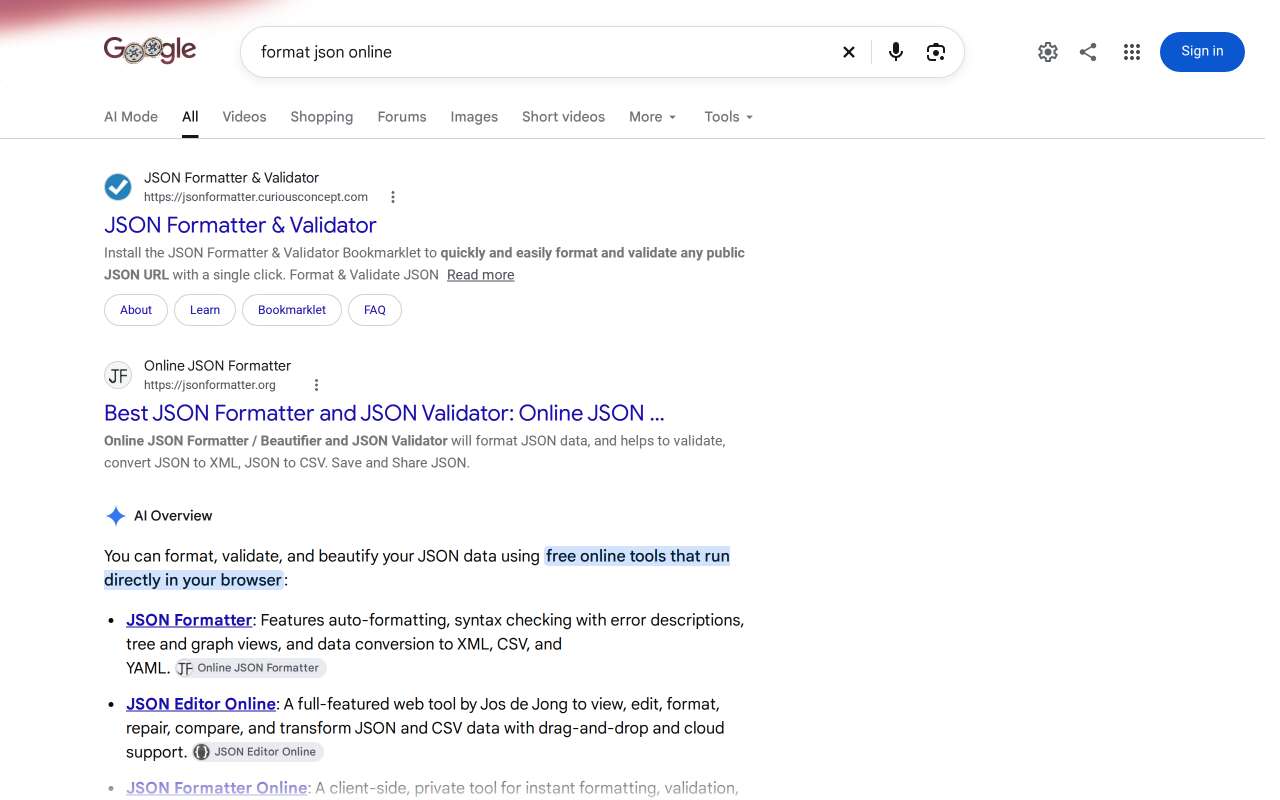 Google
format json online
Sign in
AI Mode All Videos Shopping Forums Images Short videos More Tools
JSON Formatter & Validator
https://jsonformatter.curiousconcept.com
JSON Formatter & Validator
Install the JSON Formatter & Validator Bookmarklet to quickly and easily format and validate any public
JSON URL with a single click. Format & Validate JSON Read more
About Learn Bookmarklet FAQ
JF
Online JSON Formatter
https://jsonformatter.org
Best JSON Formatter and JSON Validator: Online JSON ...
Online JSON Formatter / Beautifier and JSON Validator will format JSON data, and helps to validate,
convert JSON to XML, JSON to CSV. Save and Share JSON.
AI Overview
You can format, validate, and beautify your JSON data using free online tools that run
directly in your browser:
• JSON Formatter: Features auto-formatting, syntax checking with error descriptions,
tree and graph views, and data conversion to XML, CSV, and
YAML. JF Online JSON Formatter
• JSON Editor Online: A full-featured web tool by Jos de Jong to view, edit, format,
repair, compare, and transform JSON and CSV data with drag-and-drop and cloud
support. JSON Editor Online
• JSON Formatter Online: A client-side, private tool for instant formatting, validation,